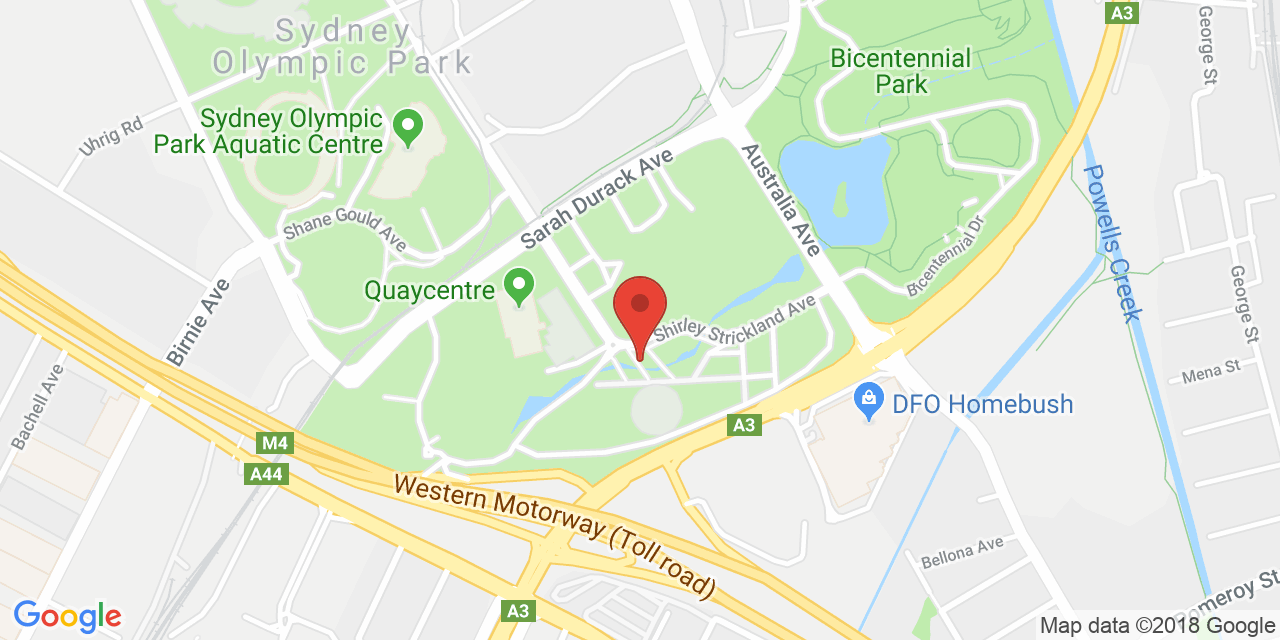 Sydney
Olympic Park
A3
George St
Bicentennial
Park
Sydney Olympic
Park Aquatic Centre
Uhrig Rd
Sarah Durack Ave
Australia Ave
Powells Creek
Shane Gould Ave
Bicentennial Dr
Quaycentre
Birnie Ave
Shirley Strickland Ave
George St
Mena St
Bachell Ave
DFO Homebush
A3
M4
A44
Western Motorway (Toll road)
Bellona Ave
A3
Pomeroy St
Google
Map data ©2018 Google